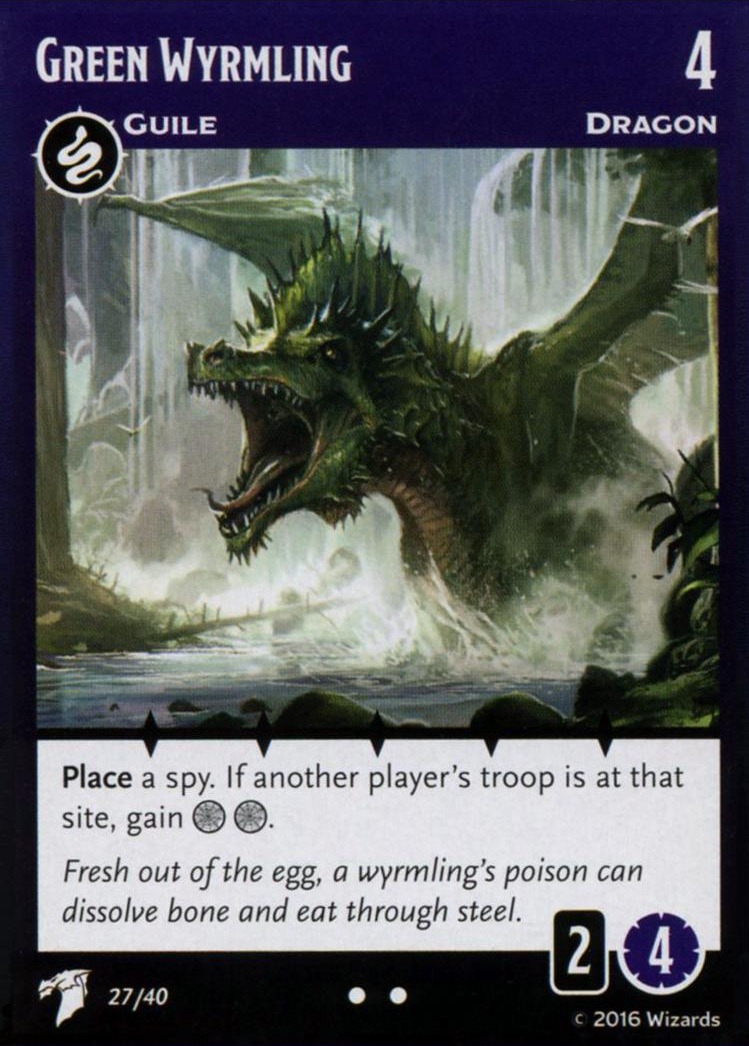 GREEN WYRMLING 4
GUILE DRAGON
Place a spy. If another player's troop is at that
site, gain .
Fresh out of the egg, a wyrmling's poison can
dissolve bone and eat through steel.
2 4
27/40
© 2016 Wizards